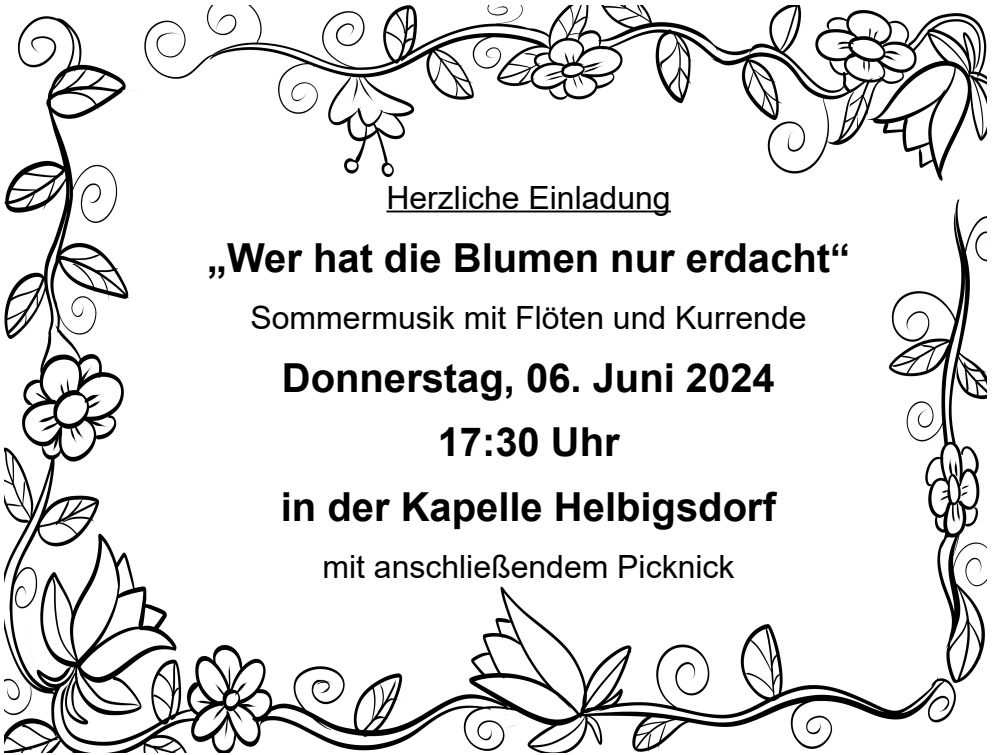 Herzliche Einladung
„Wer hat die Blumen nur erdacht“
Sommermusik mit Flöten und Kurrende
Donnerstag, 06. Juni 2024
17:30 Uhr
in der Kapelle Helbigsdorf
mit anschließendem Picknick